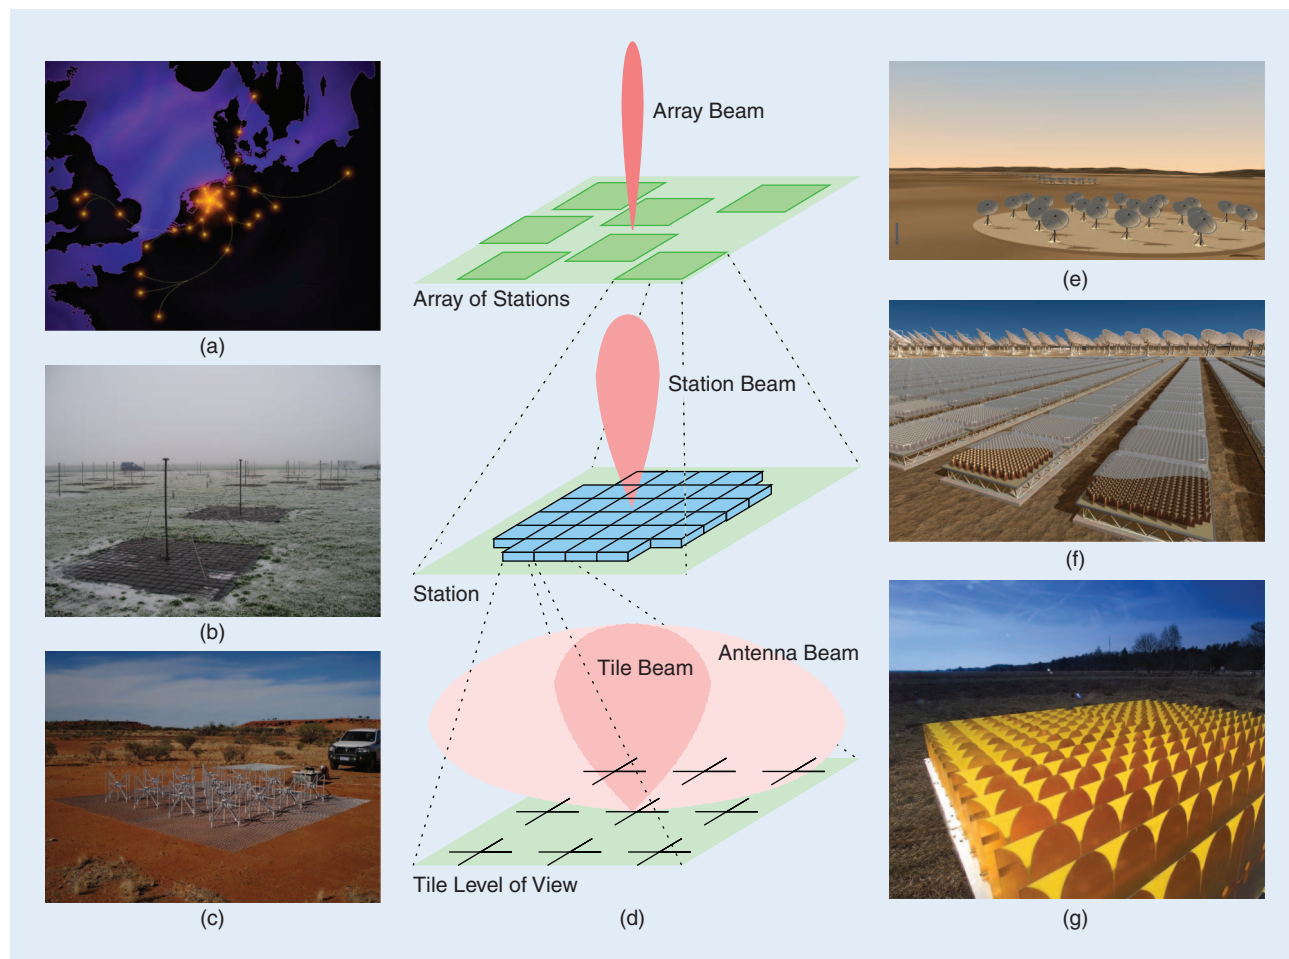 Array Beam
Array of Stations
Station Beam
Station
Antenna Beam
Tile Beam
Tile Level of View
(a)
(b)
(c)
(d)
(e)
(f)
(g)